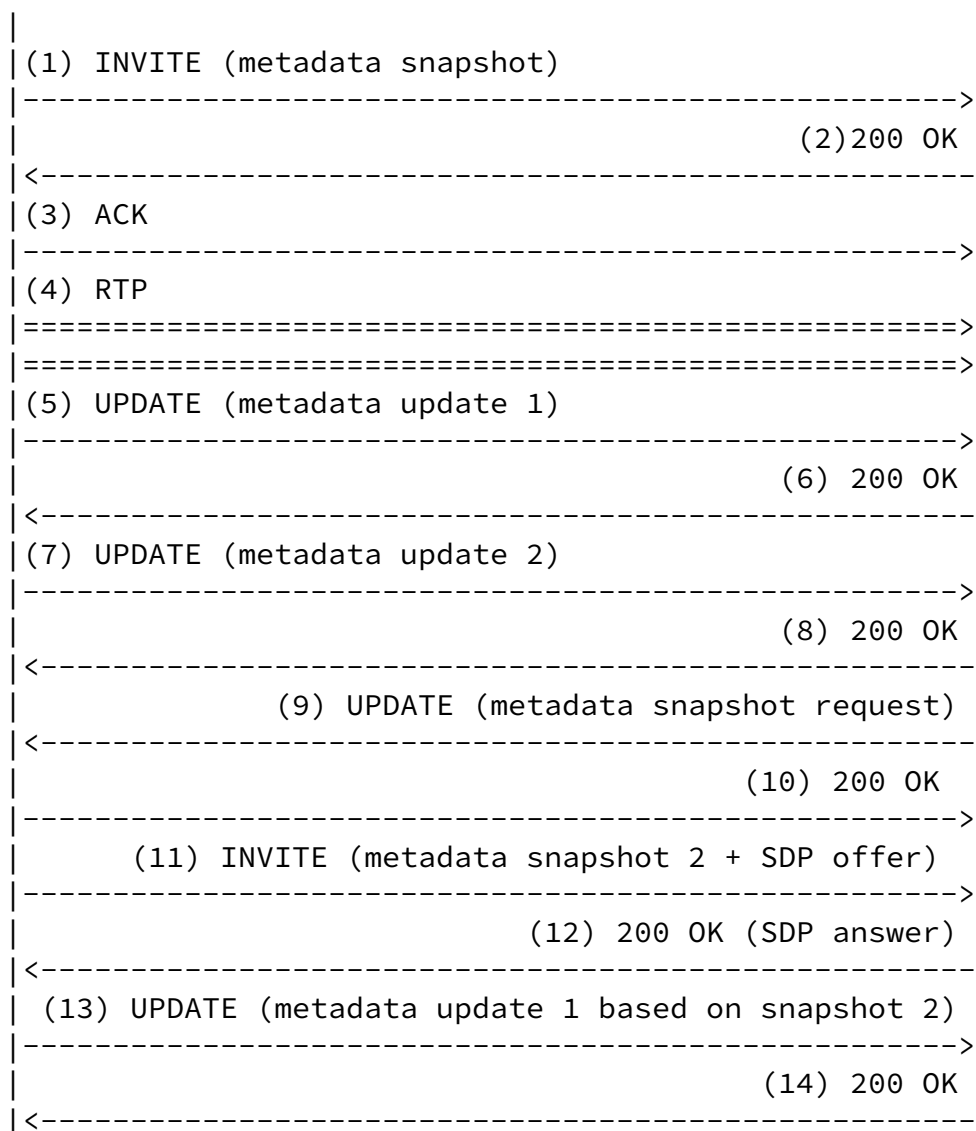 (1) INVITE (metadata snapshot)
(2)200 OK
(3) ACK
(4) RTP
(5) UPDATE (metadata update 1)
(6) 200 OK
(7) UPDATE (metadata update 2)
(8) 200 OK
(9) UPDATE (metadata snapshot request)
(10) 200 OK
(11) INVITE (metadata snapshot 2 + SDP offer)
(12) 200 OK (SDP answer)
(13) UPDATE (metadata update 1 based on snapshot 2)
(14) 200 OK